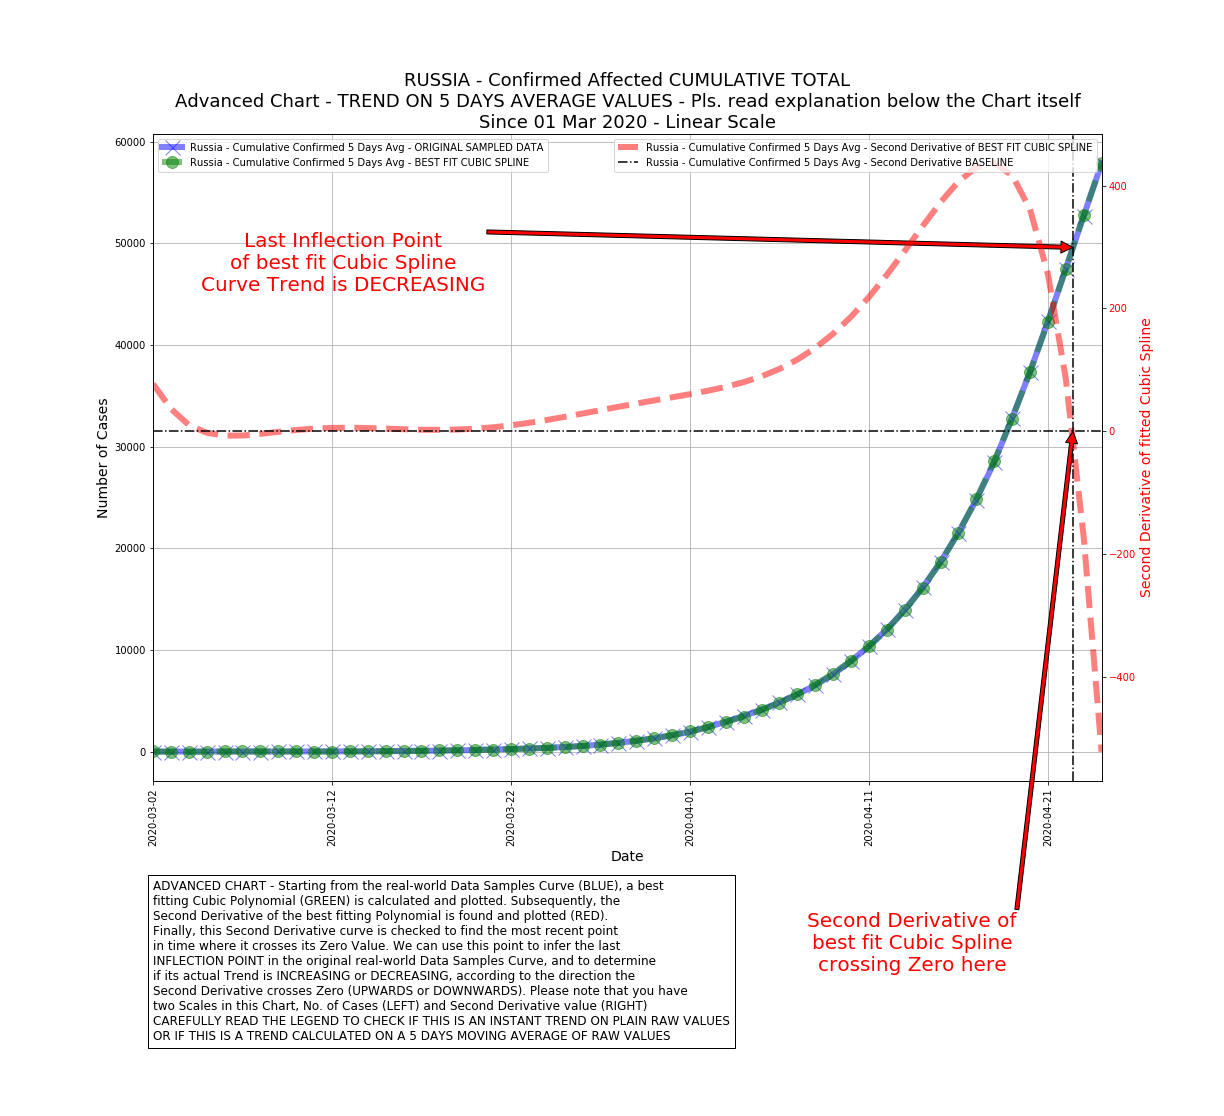 RUSSIA - Confirmed Affected CUMULATIVE TOTAL
Advanced Chart - TREND ON 5 DAYS AVERAGE VALUES - Pls. read explanation below the Chart itself
Since 01 Mar 2020 - Linear Scale
Russia - Cumulative Confirmed 5 Days Avg - ORIGINAL SAMPLED DATA
Russia - Cumulative Confirmed 5 Days Avg - BEST FIT CUBIC SPLINE
Russia - Cumulative Confirmed 5 Days Avg - Second Derivative of BEST FIT CUBIC SPLINE
Russia - Cumulative Confirmed 5 Days Avg - Second Derivative BASELINE
Last Inflection Point
of best fit Cubic Spline
Curve Trend is DECREASING
Number of Cases
60000
50000
40000
30000
20000
10000
0
400
200
0
−200
−400
Second Derivative of fitted Cubic Spline
2020-03-02
2020-03-12
2020-03-22
2020-04-01
2020-04-11
2020-04-21
Date
ADVANCED CHART - Starting from the real-world Data Samples Curve (BLUE), a best
fitting Cubic Polynomial (GREEN) is calculated and plotted. Subsequently, the
Second Derivative of the best fitting Polynomial is found and plotted (RED).
Finally, this Second Derivative curve is checked to find the most recent point
in time where it crosses its Zero Value. We can use this point to infer the last
INFLECTION POINT in the original real-world Data Samples Curve, and to determine
if its actual Trend is INCREASING or DECREASING, according to the direction the
Second Derivative crosses Zero (UPWARDS or DOWNWARDS). Please note that you have
two Scales in this Chart, No. of Cases (LEFT) and Second Derivative value (RIGHT)
CAREFULLY READ THE LEGEND TO CHECK IF THIS IS AN INSTANT TREND ON PLAIN RAW VALUES
OR IF THIS IS A TREND CALCULATED ON A 5 DAYS MOVING AVERAGE OF RAW VALUES
Second Derivative of
best fit Cubic Spline
crossing Zero here